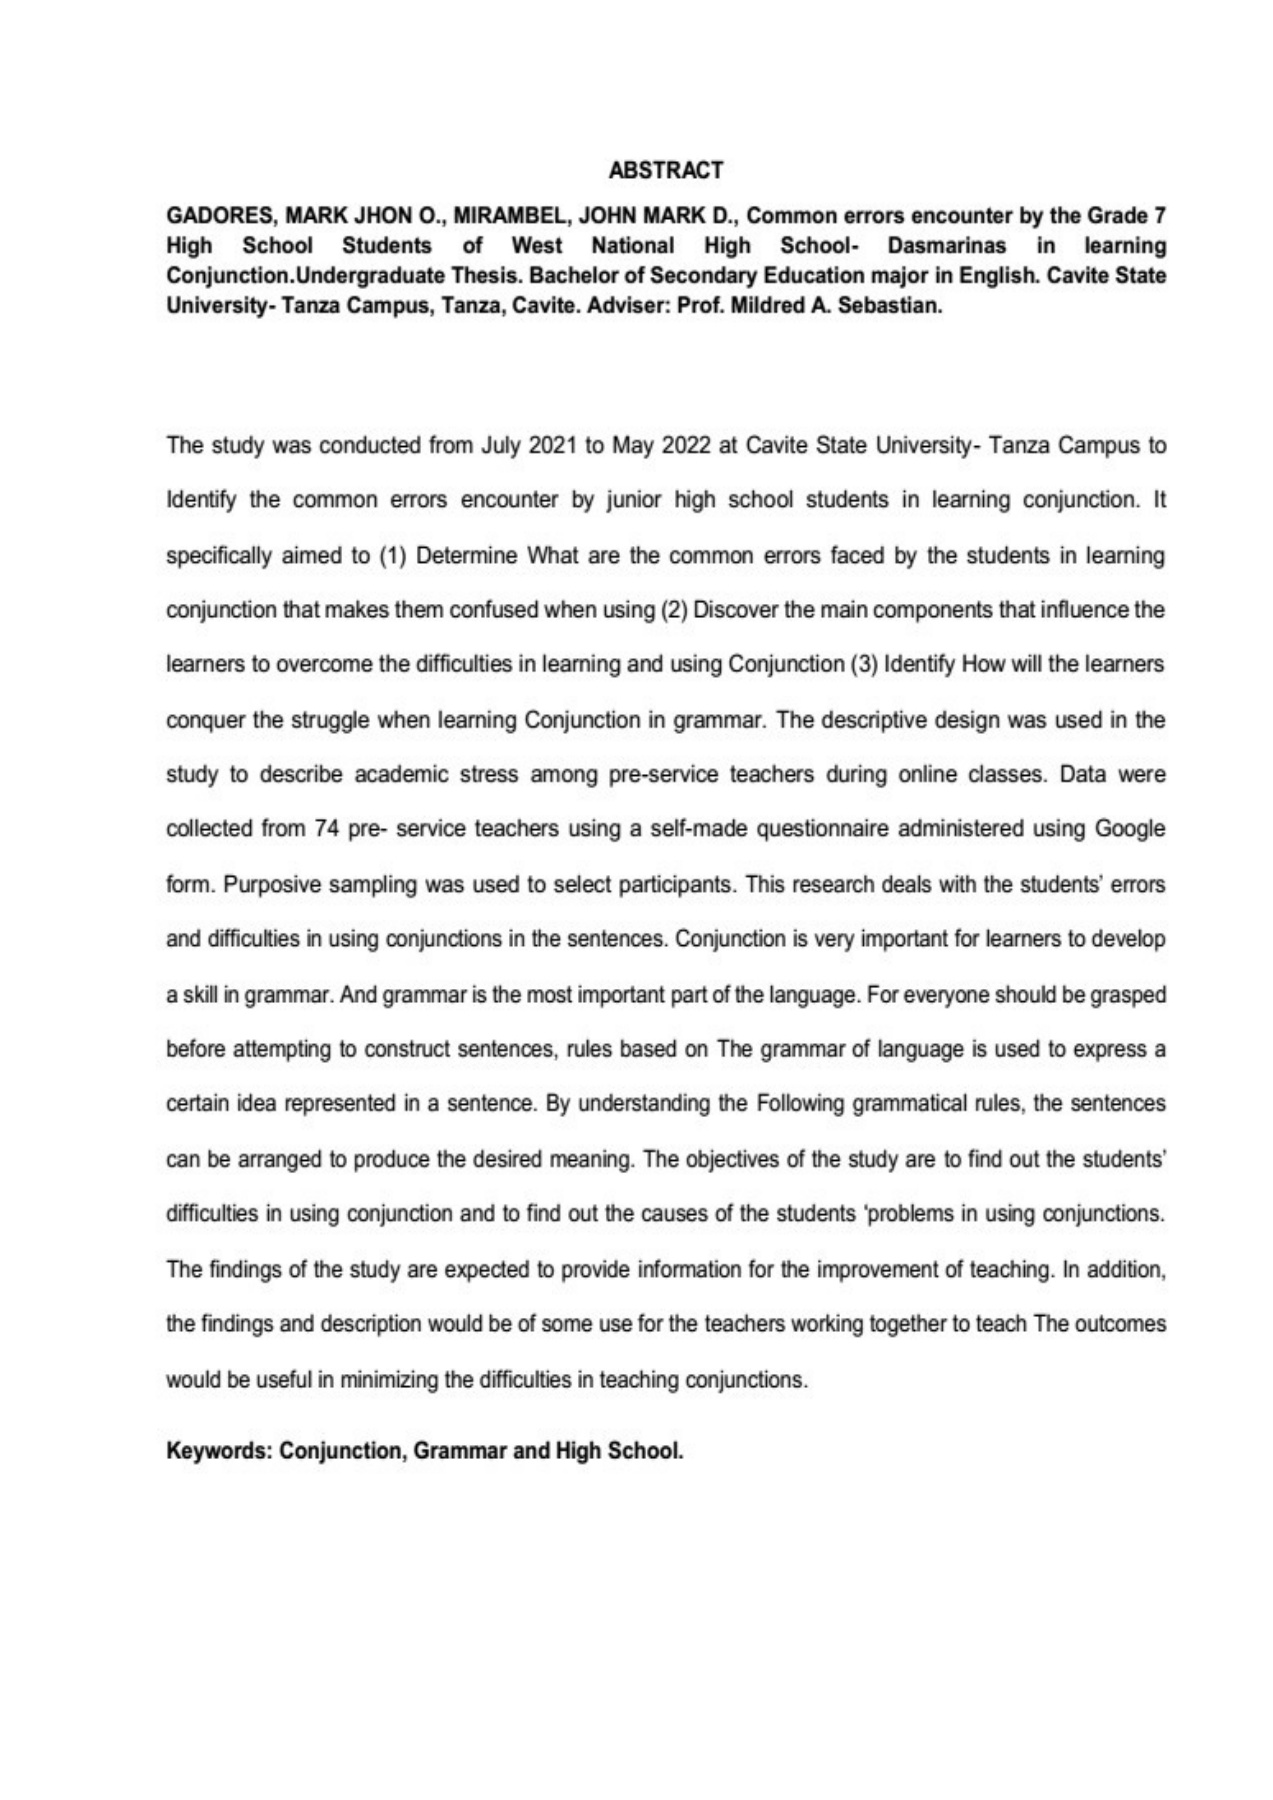 ABSTRACT
GADORES, MARK JHON O., MIRAMBEL, JOHN MARK D., Common errors encounter by the Grade 7
High School Students of West National High School- Dasmarinas in learning
Conjunction.Undergraduate Thesis. Bachelor of Secondary Education major in English. Cavite State
University- Tanza Campus, Tanza, Cavite. Adviser: Prof. Mildred A. Sebastian.
The study was conducted from July 2021 to May 2022 at Cavite State University- Tanza Campus to
Identify the common errors encounter by junior high school students in learning conjunction. It
specifically aimed to (1) Determine What are the common errors faced by the students in learning
conjunction that makes them confused when using (2) Discover the main components that influence the
learners to overcome the difficulties in learning and using Conjunction (3) Identify How will the learners
conquer the struggle when learning Conjunction in grammar. The descriptive design was used in the
study to describe academic stress among pre-service teachers during online classes. Data were
collected from 74 pre- service teachers using a self-made questionnaire administered using Google
form. Purposive sampling was used to select participants. This research deals with the students’ errors
and difficulties in using conjunctions in the sentences. Conjunction is very important for learners to develop
a skill in grammar. And grammar is the most important part of the language. For everyone should be grasped
before attempting to construct sentences, rules based on The grammar of language is used to express a
certain idea represented in a sentence. By understanding the Following grammatical rules, the sentences
can be arranged to produce the desired meaning. The objectives of the study are to find out the students’
difficulties in using conjunction and to find out the causes of the students ‘problems in using conjunctions.
The findings of the study are expected to provide information for the improvement of teaching. In addition,
the findings and description would be of some use for the teachers working together to teach The outcomes
would be useful in minimizing the difficulties in teaching conjunctions.
Keywords: Conjunction, Grammar and High School.